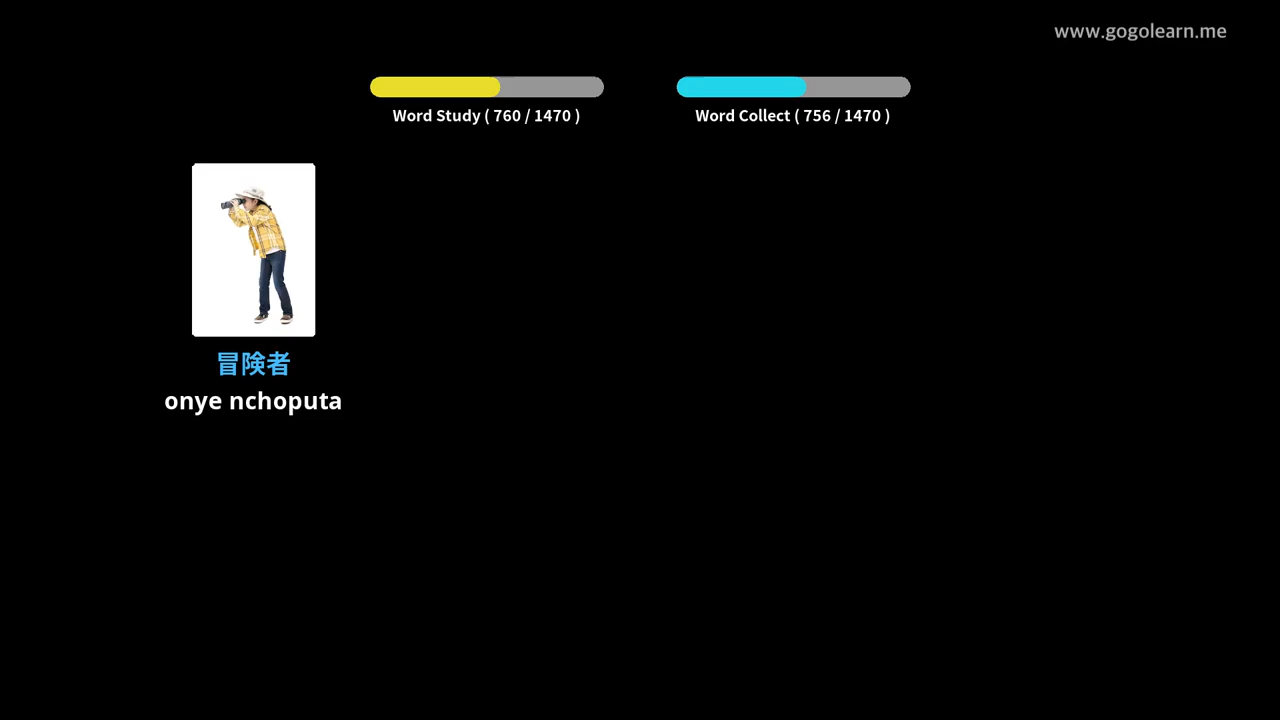 www.gogolearn.me
Word Study ( 760 / 1470 )
Word Collect ( 756 / 1470 )
冒険者
onye nchoputa